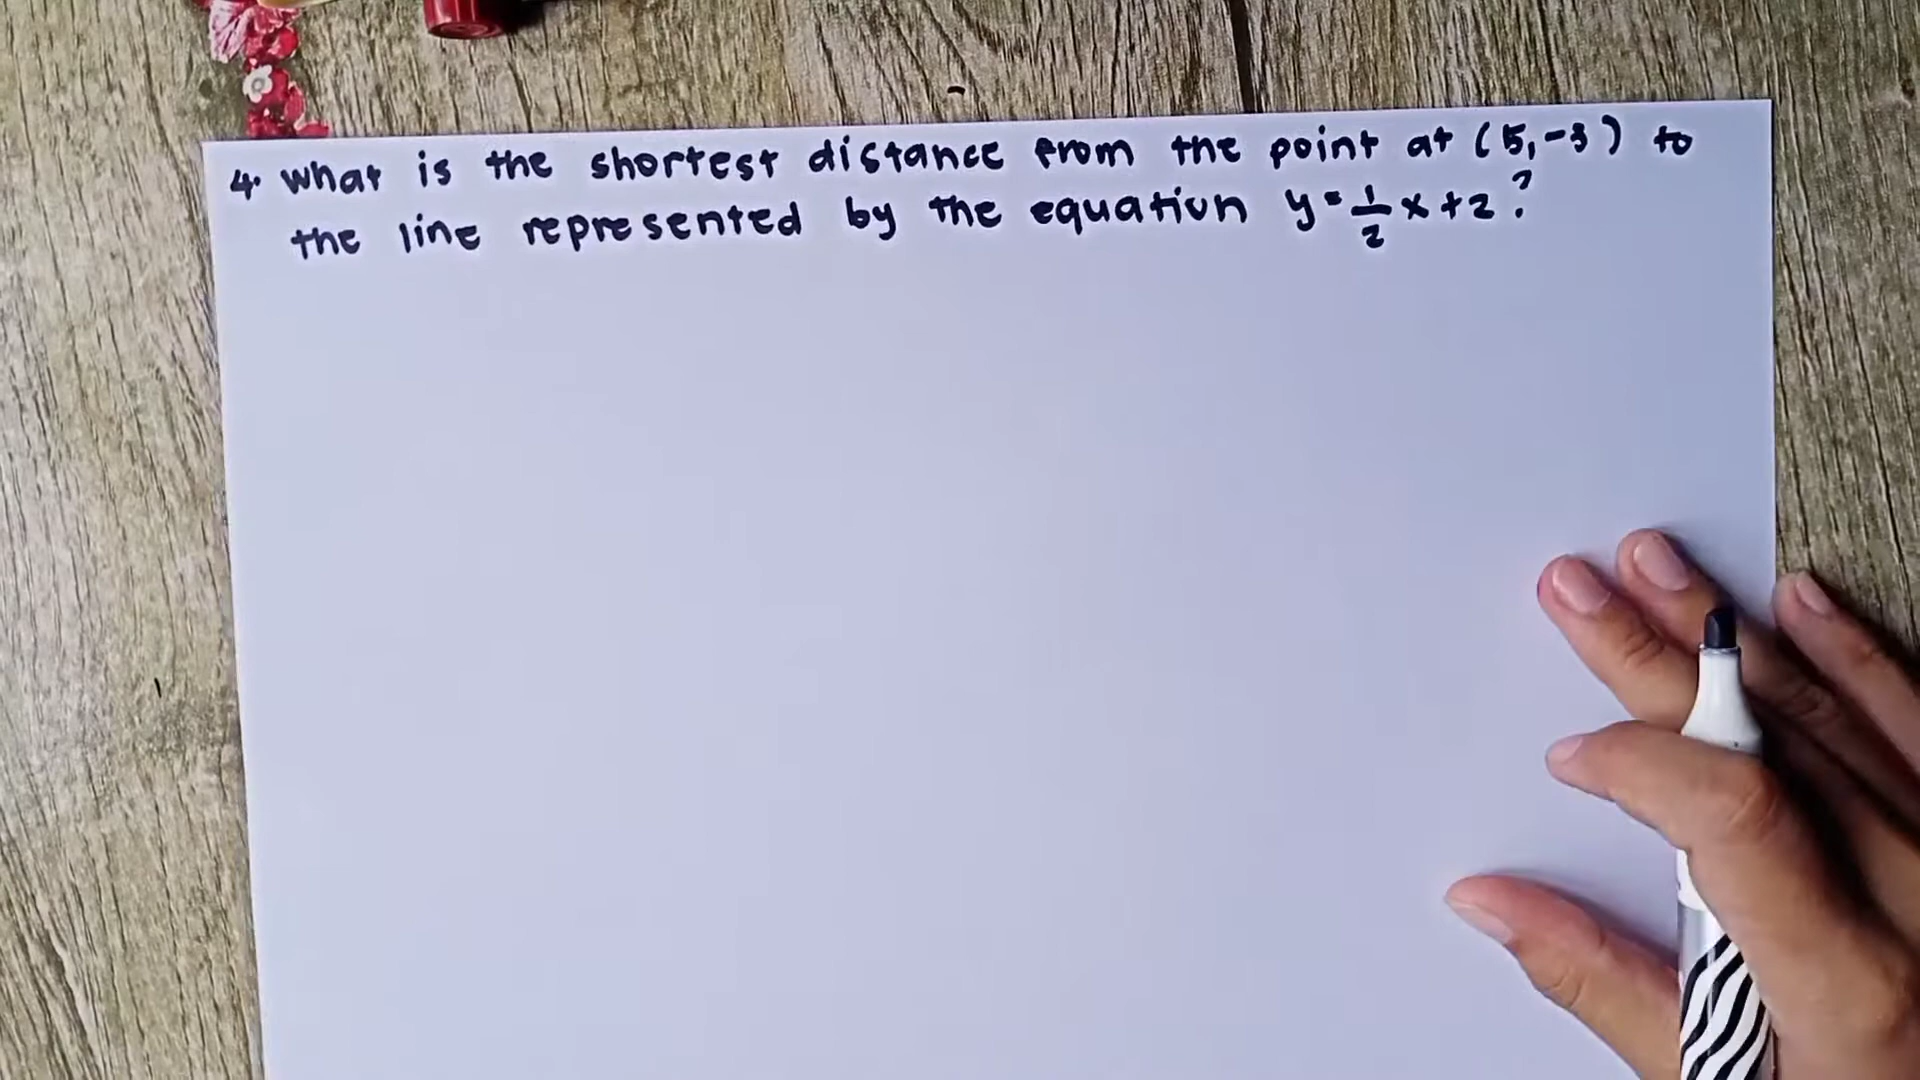 4. What is the shortest distance from the point at (5,-3) to
the line represented by the equation y=1/2x+2?